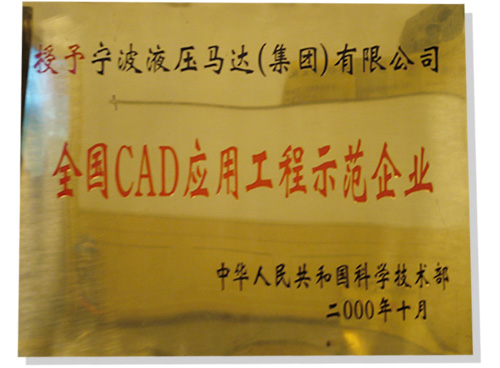 授予宁波液压马达(集团)有限公司
全国CAD应用工程示范企业
中华人民共和国科学技术部
二000年十月